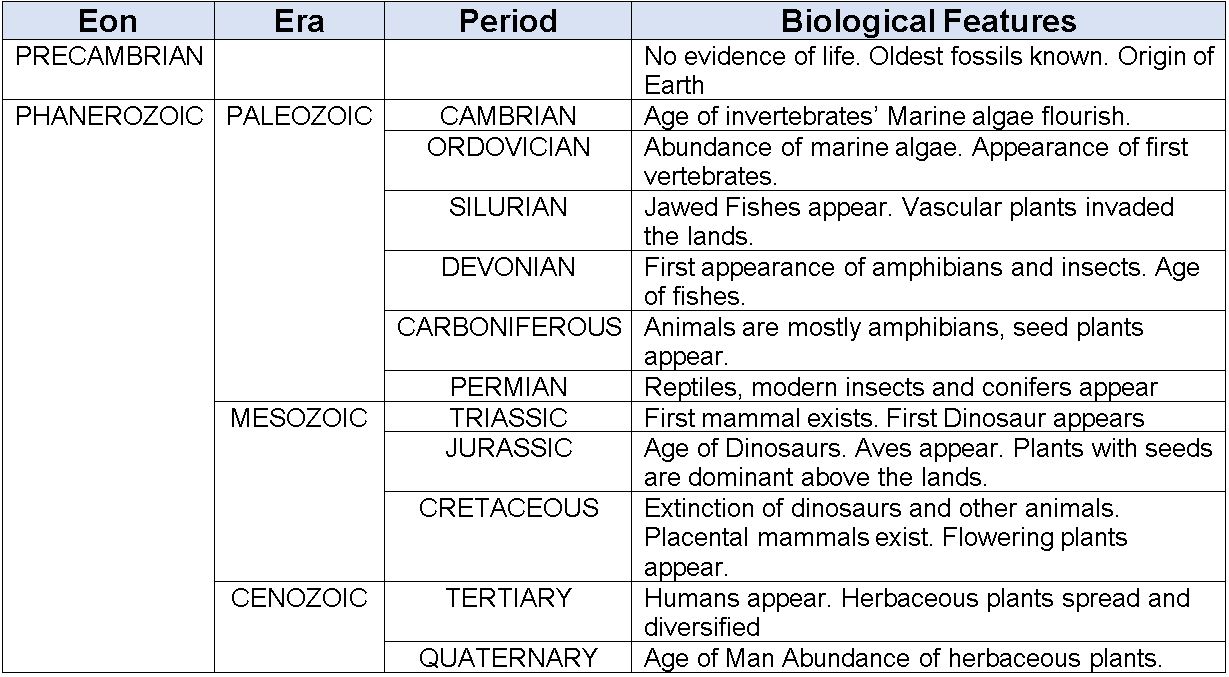 Eon Era Period Biological Features
PRECAMBRIAN No evidence of life. Oldest fossils known. Origin of
Earth
PHANEROZOIC PALEOZOIC CAMBRIAN Age of invertebrates’ Marine algae flourish.
ORDOVICIAN Abundance of marine algae. Appearance of first
vertebrates.
SILURIAN Jawed Fishes appear. Vascular plants invaded
the lands.
DEVONIAN First appearance of amphibians and insects. Age
of fishes.
CARBONIFEROUS Animals are mostly amphibians, seed plants
appear.
PERMIAN Reptiles, modern insects and conifers appear
MESOZOIC TRIASSIC First mammal exists. First Dinosaur appears
JURASSIC Age of Dinosaurs. Aves appear. Plants with seeds
are dominant above the lands.
CRETACEOUS Extinction of dinosaurs and other animals.
Placental mammals exist. Flowering plants
appear.
CENOZOIC TERTIARY Humans appear. Herbaceous plants spread and
diversified
QUATERNARY Age of Man Abundance of herbaceous plants.